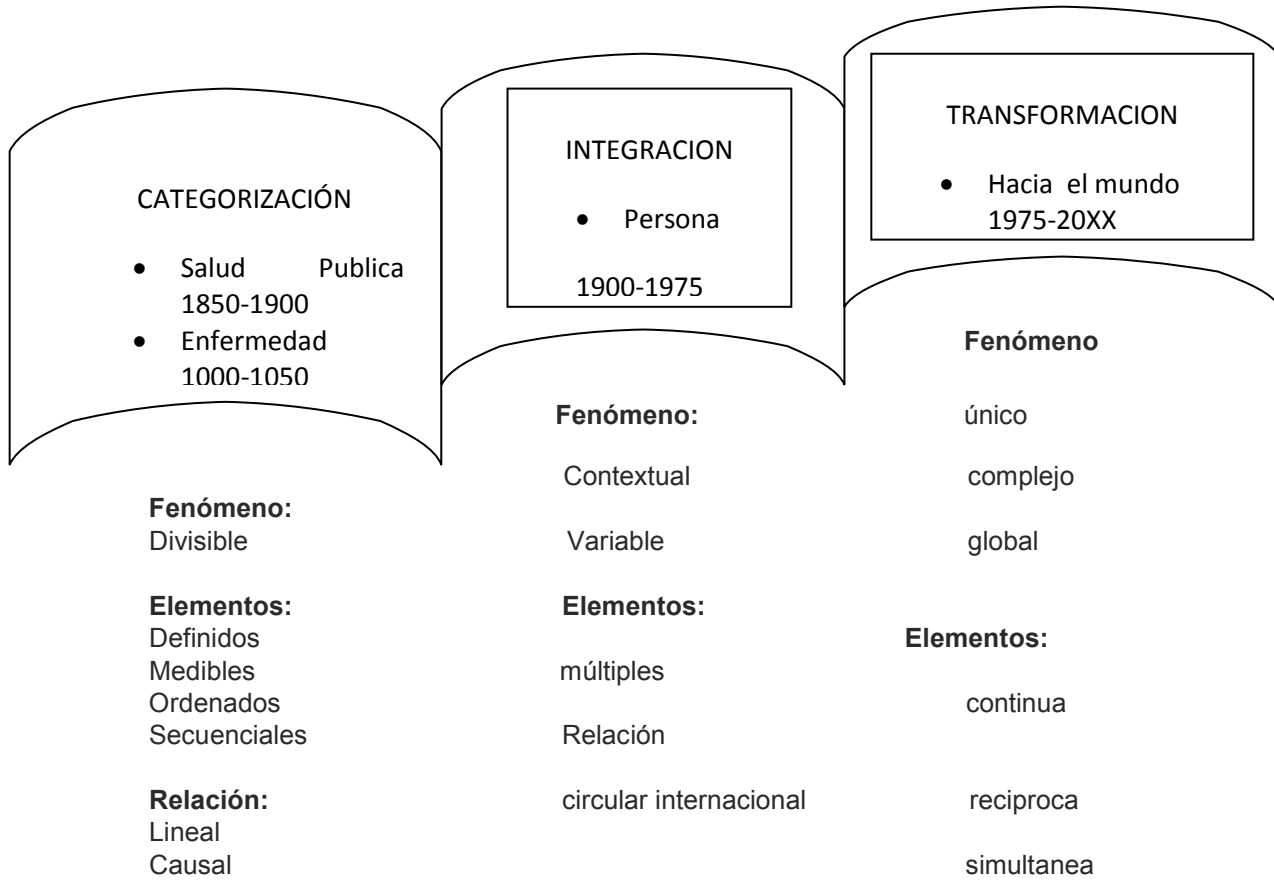 CATEGORIZACIÓN
• Salud Publica
1850-1900
• Enfermedad
1000-1050
INTEGRACION
• Persona
1900-1975
TRANSFORMACION
• Hacia el mundo
1975-20XX
Fenómeno:
Divisible
Elementos:
Definidos
Medibles
Ordenados
Secuenciales
Relación:
Lineal
Causal
Fenómeno:
Contextual
Variable
Elementos:
múltiples
Relación
circular internacional
Fenómeno
único
complejo
global
Elementos:
continua
reciproca
simultanea